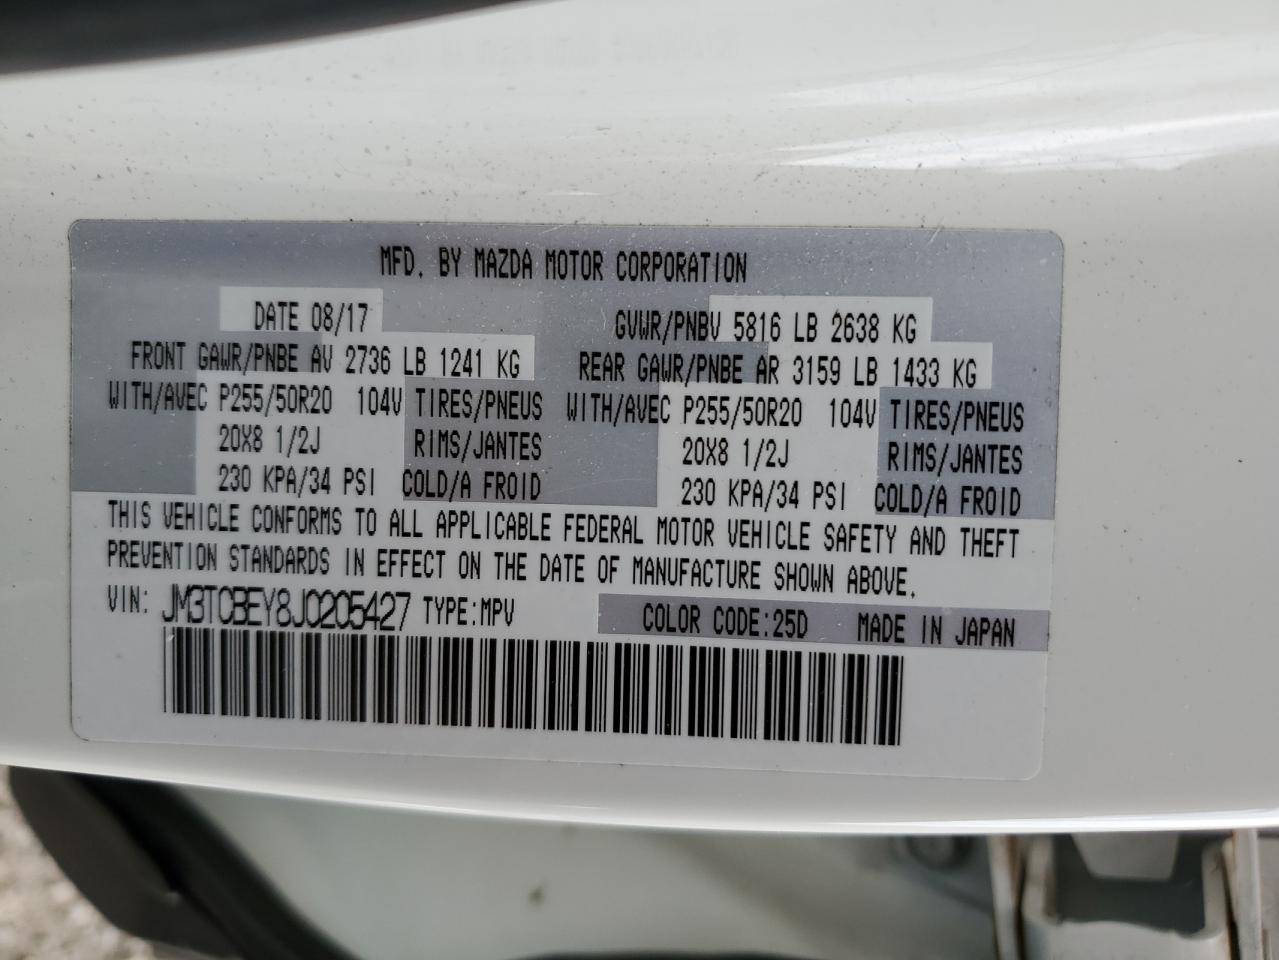 MFD. BY MAZDA MOTOR CORPORATION
DATE 08/17 GVWR/PNBV 5816 LB 2638 KG
FRONT GAWR/PNBE AV 2736 LB 1241 KG REAR GAWR/PNBE AR 3159 LB 1433 KG
WITH/AVEC P255/50R20 104V TIRES/PNEUS WITH/AVEC P255/50R20 104V TIRES/PNEUS
20X8 1/2J RIMS/JANTES 20X8 1/2J RIMS/JANTES
230 KPA/34 PSI COLD/A FROID 230 KPA/34 PSI COLD/A FROID
THIS VEHICLE CONFORMS TO ALL APPLICABLE FEDERAL MOTOR VEHICLE SAFETY AND THEFT
PREVENTION STANDARDS IN EFFECT ON THE DATE OF MANUFACTURE SHOWN ABOVE.
VIN: JM3TCBEY8J0205427 TYPE:MPV COLOR CODE:25D MADE IN JAPAN